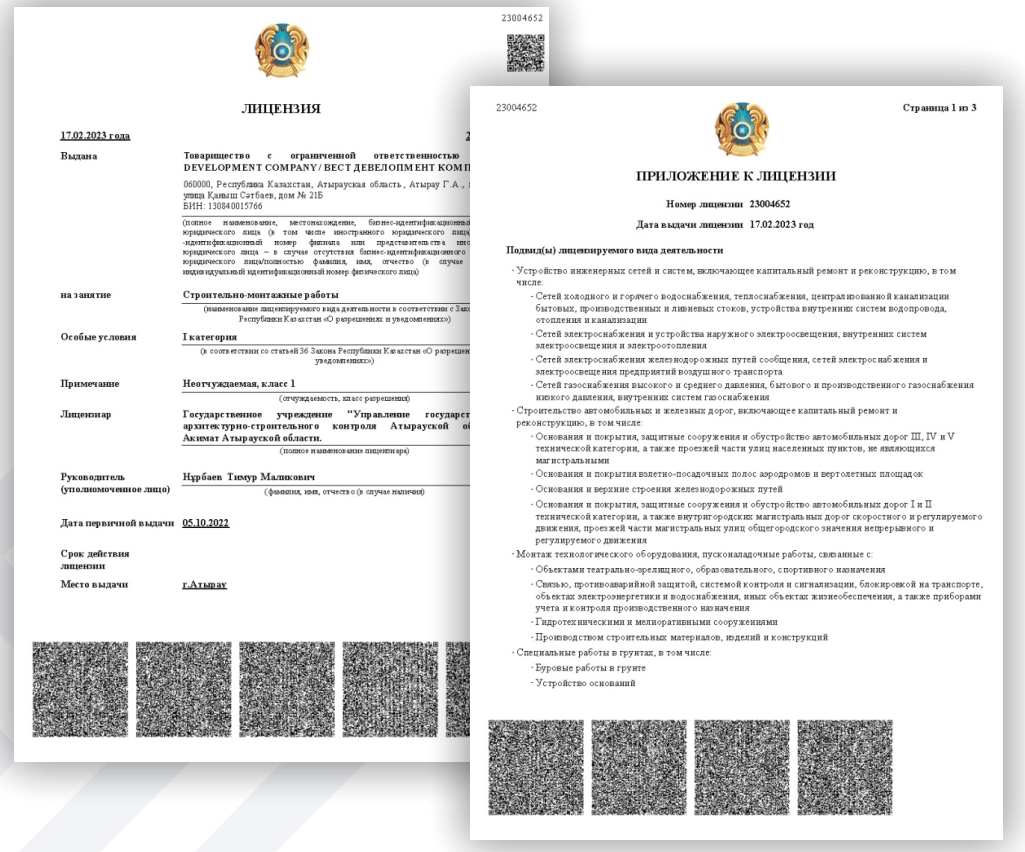 23004652
ЛИЦЕНЗИЯ
17.02.2023 года
2
Выдана
Товарищество с ограниченной ответственностью
DEVELOPMENT COMPANY / ВЕСТ ДЕВЕЛОПМЕНТ КОМП
060000, Республика Казахстан, Атырауская область, Атырау Г.А.,
улица Қаныш Сәтбаев, дом № 21Б
БИН: 130840015766
(полное наименование, местонахождение, бизнес-идентификационный
юридического лица (в том числе иностранного юридического лица
-идентификационный номер филиала или представительства ино
юридического лица – в случае отсутствия бизнес-идентификационного
юридического лица/полностью фамилия, имя, отчество (в случае
индивидуальный идентификационный номер физического лица)
на занятие
Строительно-монтажные работы
(наименование лицензируемого вида деятельности в соответствии с Зако
Республики Казахстан «О разрешениях и уведомлениях»)
Особые условия
I категория
(в соответствии со статьей 36 Закона Республики Казахстан «О разрешен
уведомлениях»)
Примечание
Неотчуждаемая, класс 1
(отчуждаемость, класс разрешения)
Лицензиар
Государственное учреждение "Управление государст
архитектурно-строительного контроля Атырауской об
Акимат Атырауской области.
(полное наименование лицензиара)
Руководитель
(уполномоченное лицо)
Нұрбаев Тимур Маликович
(фамилия, имя, отчество (в случае наличия)
Дата первичной выдачи 05.10.2022
Срок действия
лицензии
Место выдачи
г.Атырау
23004652
Страница 1 из 3
ПРИЛОЖЕНИЕ К ЛИЦЕНЗИИ
Номер лицензии 23004652
Дата выдачи лицензии 17.02.2023 год
Подвид(ы) лицензируемого вида деятельности
- Устройство инженерных сетей и систем, включающее капитальный ремонт и реконструкцию, в том
числе:
- Сетей холодного и горячего водоснабжения, теплоснабжения, централизованной канализации
бытовых, производственных и ливневых стоков, устройства внутренних систем водопровода,
отопления и канализации
- Сетей электроснабжения и устройства наружного электроосвещения, внутренних систем
электроосвещения и электроотопления
- Сетей электроснабжения железнодорожных путей сообщения, сетей электроснабжения и
электроосвещения предприятий воздушного транспорта
- Сетей газоснабжения высокого и среднего давления, бытового и производственного газоснабжения
низкого давления, внутренних систем газоснабжения
- Строительство автомобильных и железных дорог, включающее капитальный ремонт и
реконструкцию, в том числе:
- Основания и покрытия, защитные сооружения и обустройство автомобильных дорог III, IV и V
технической категории, а также проезжей части улиц населенных пунктов, не являющихся
магистральными
- Основания и покрытия взлетно-посадочных полос аэродромов и вертолетных площадок
- Основания и верхние строения железнодорожных путей
- Основания и покрытия, защитные сооружения и обустройство автомобильных дорог I и II
технической категории, а также внутригородских магистральных дорог скоростного и регулируемого
движения, проезжей части магистральных улиц общегородского значения непрерывного и
регулируемого движения
- Монтаж технологического оборудования, пусконаладочные работы, связанные с:
- Объектами театрально-зрелищного, образовательного, спортивного назначения
- Связью, противоаварийной защитой, системой контроля и сигнализации, блокировкой на транспорте,
объектах электроэнергетики и водоснабжения, иных объектах жизнеобеспечения, а также приборами
учета и контроля производственного назначения
- Гидротехническими и мелиоративными сооружениями
- Производством строительных материалов, изделий и конструкций
- Специальные работы в грунтах, в том числе:
- Буровые работы в грунте
- Устройство оснований